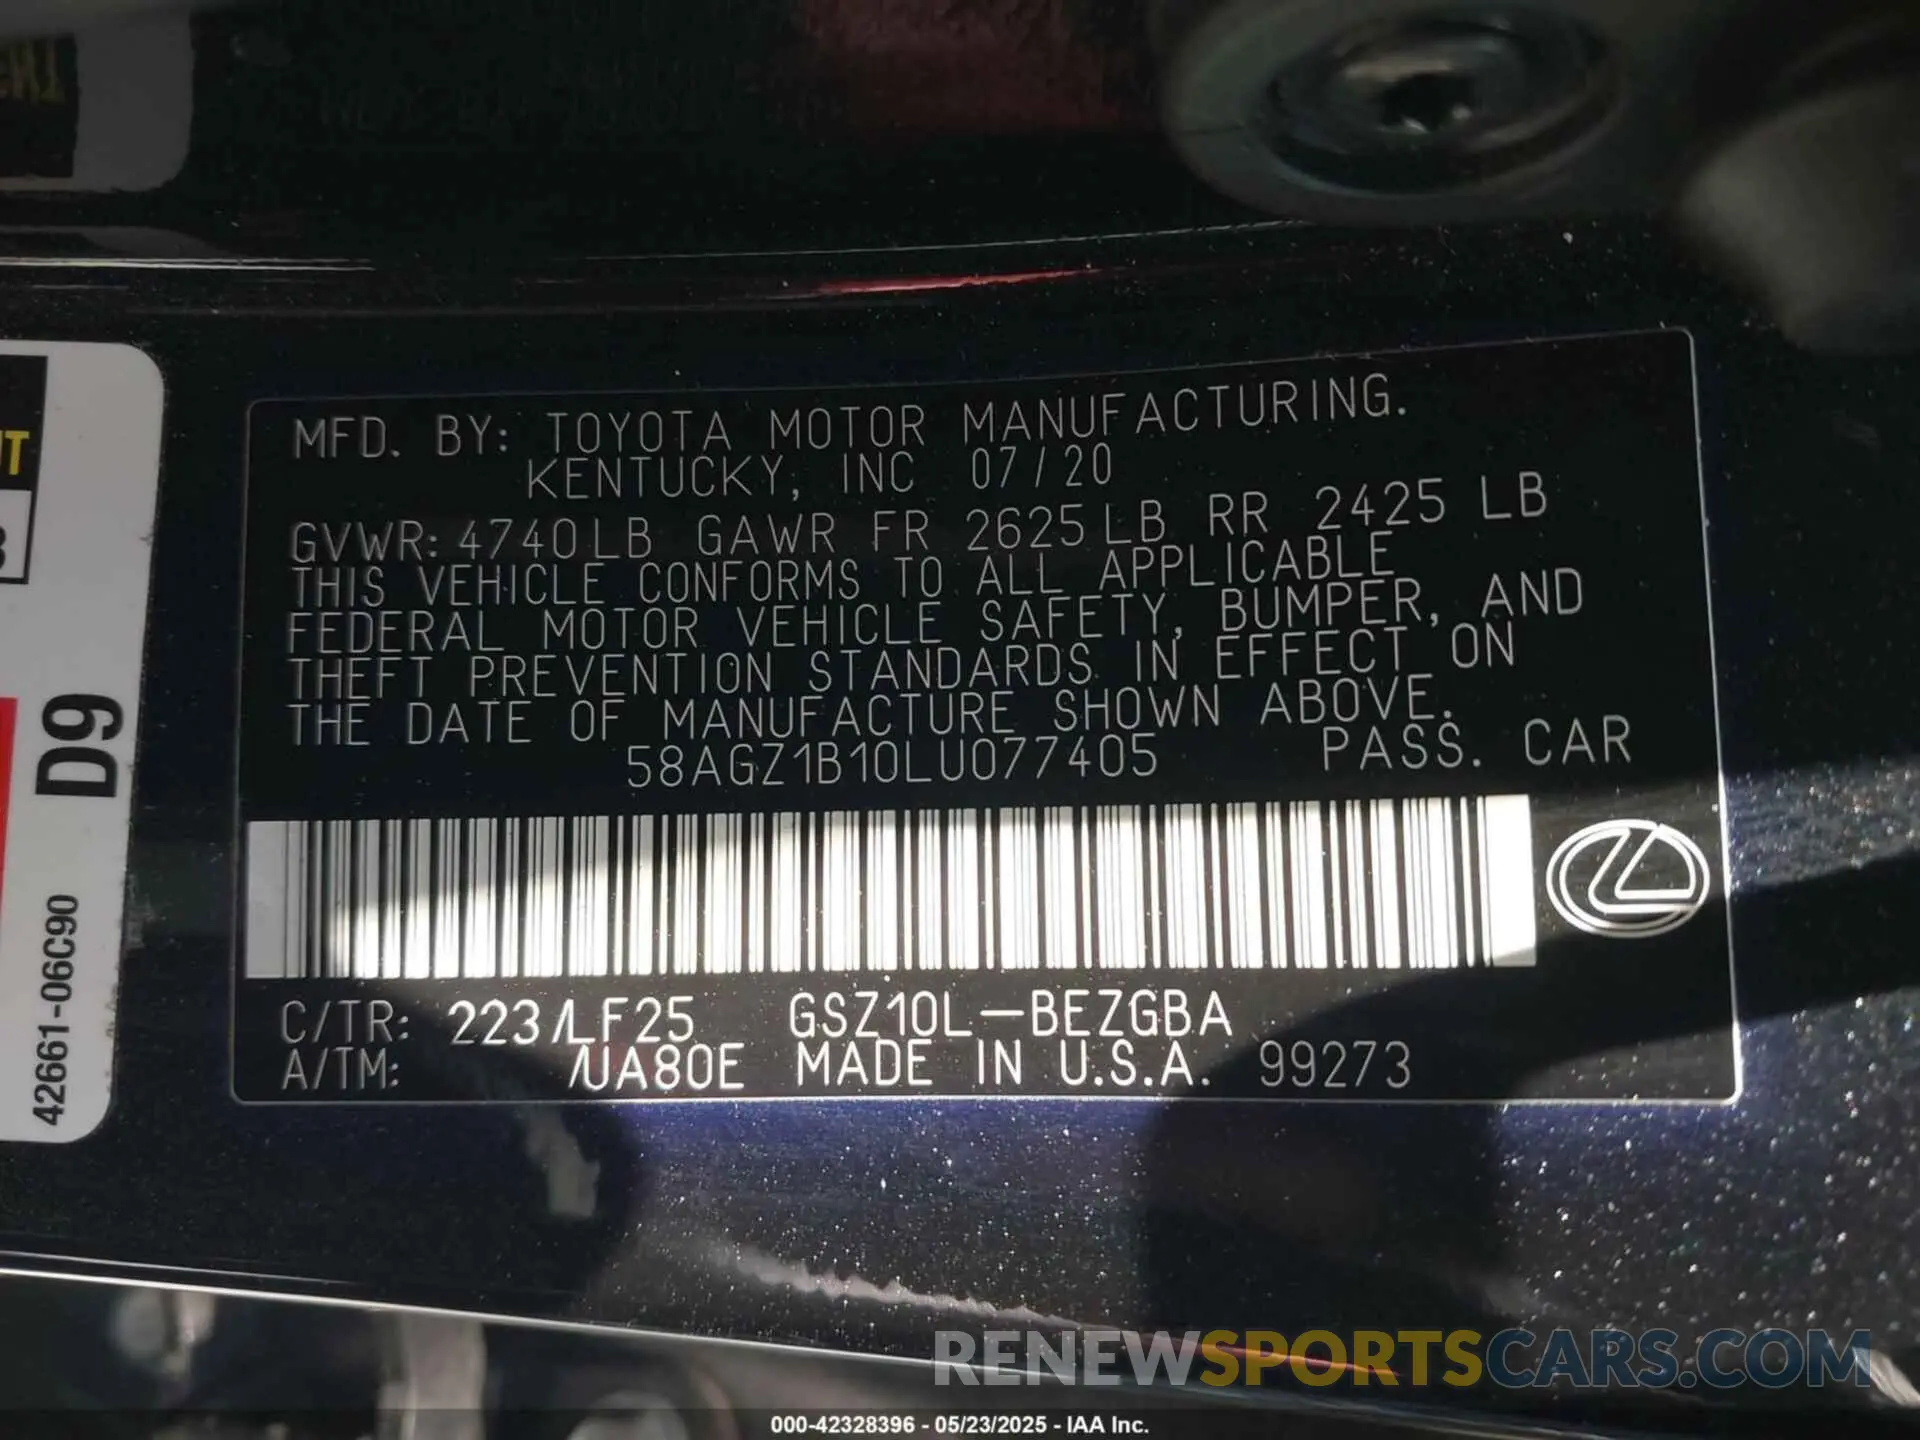 MFD. BY: TOYOTA MOTOR MANUFACTURING.
KENTUCKY, INC 07/20
GVWR: 4740LB GAWR FR 2625LB RR 2425 LB
THIS VEHICLE CONFORMS TO ALL APPLICABLE
FEDERAL MOTOR VEHICLE SAFETY, BUMPER, AND
THEFT PREVENTION STANDARDS IN EFFECT ON
THE DATE OF MANUFACTURE SHOWN ABOVE.
58AGZ1B10LU077405 PASS. CAR
C/TR: 223/LF25 GSZ10L-BEZGBA
A/TM: /UA80E MADE IN U.S.A. 99273
D9
42661-06C90
RENEWSPORTSCARS.COM
000-42328396 - 05/23/2025 - IAA Inc.